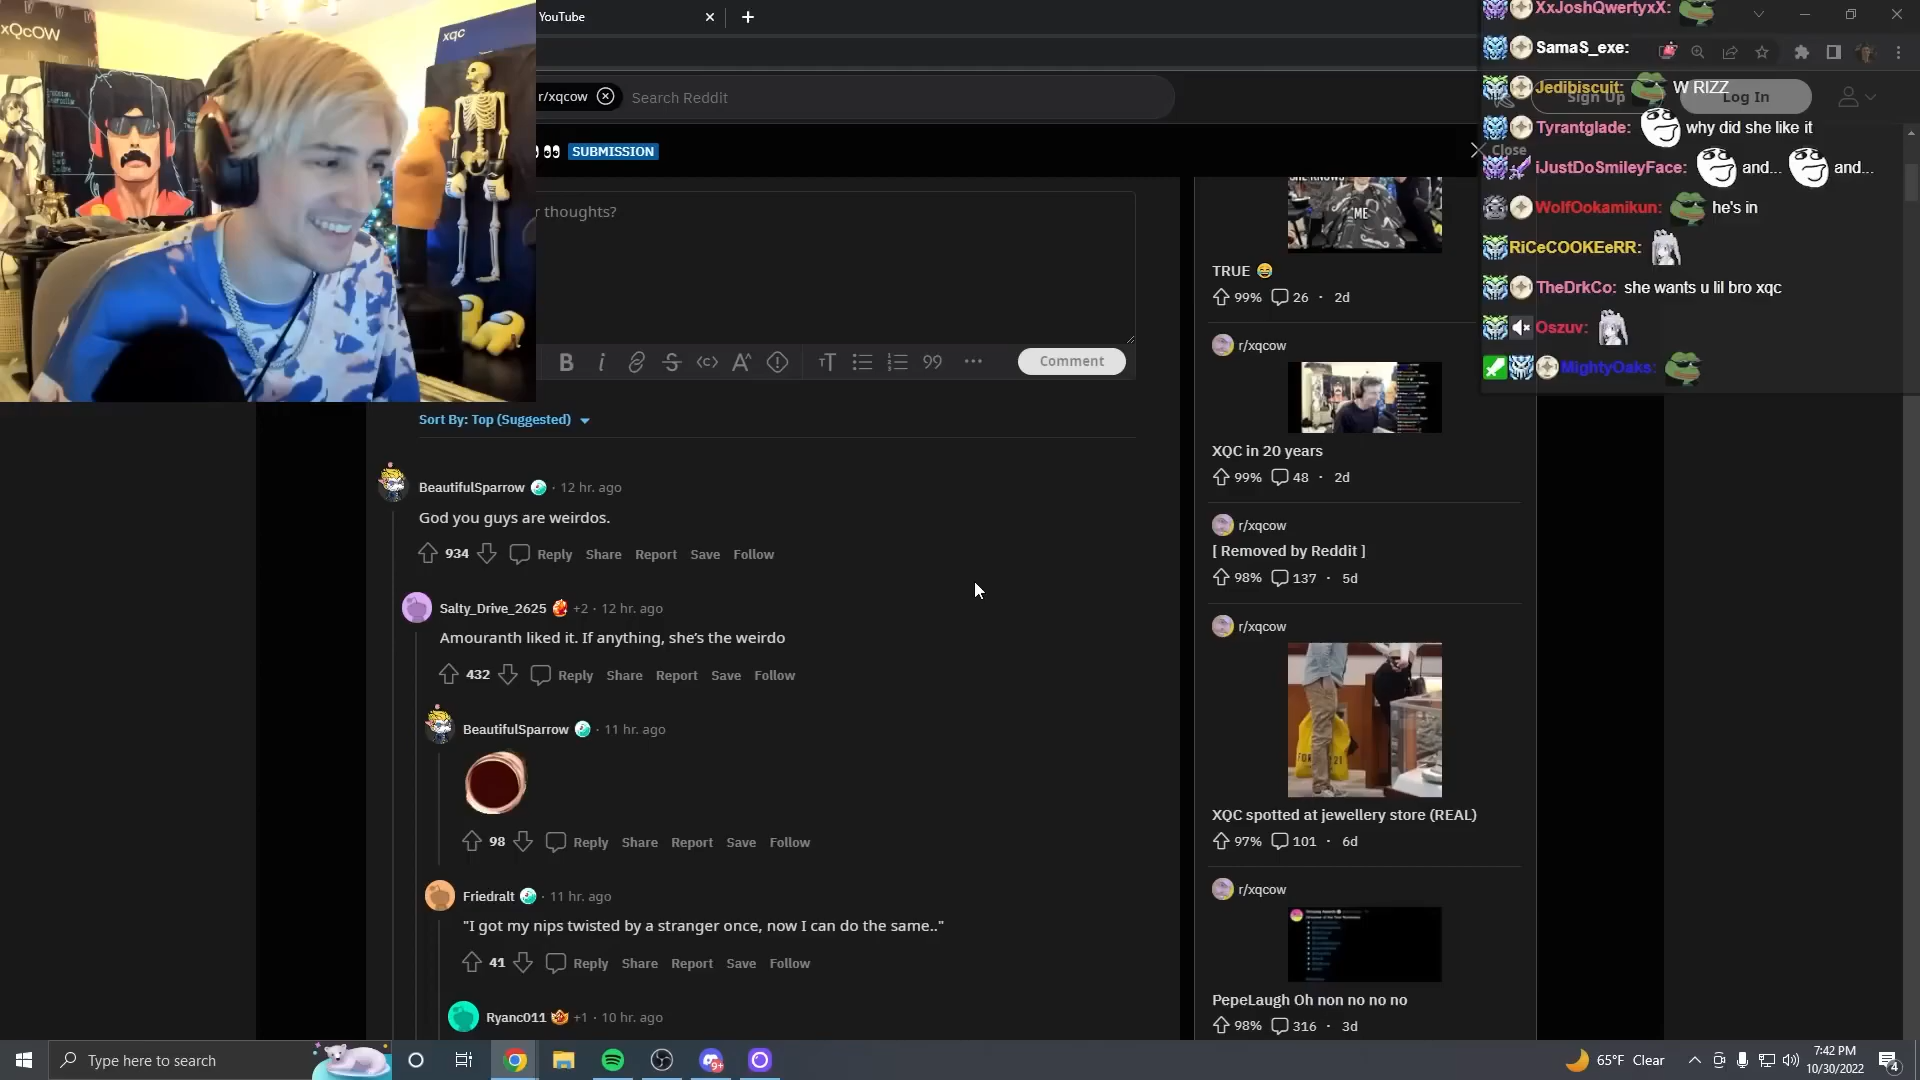 xQcOW
xqc
YouTube
r/xqcow
Search Reddit
Sign Up
Log In
SUBMISSION
Close
r thoughts?
Comment
Sort By: Top (Suggested)
BeautifulSparrow · 12 hr. ago
God you guys are weirdos.
934 Reply Share Report Save Follow
Salty_Drive_2625 +2 · 12 hr. ago
Amouranth liked it. If anything, she's the weirdo
432 Reply Share Report Save Follow
BeautifulSparrow · 11 hr. ago
98 Reply Share Report Save Follow
Friedralt · 11 hr. ago
"I got my nips twisted by a stranger once, now I can do the same.."
41 Reply Share Report Save Follow
Ryanc011 +1 · 10 hr. ago
"ME
TRUE 😂
99% 26 · 2d
r/xqcow
XQC in 20 years
99% 48 · 2d
r/xqcow
[ Removed by Reddit ]
98% 137 · 5d
r/xqcow
XQC spotted at jewellery store (REAL)
97% 101 · 6d
r/xqcow
PepeLaugh Oh non no no no
98% 316 · 3d
XxJoshQwertyxX:
SamaS_exe:
Jedibiscuit: W RIZZ
Tyrantglade: why did she like it
iJustDoSmileyFace: and... and...
WolfOokamikun: he's in
RiCeCOOKEeRR:
TheDrkCo: she wants u lil bro xqc
Oszuv:
MightyOaks:
Type here to search
9+
65°F Clear
7:42 PM
10/30/2022
4